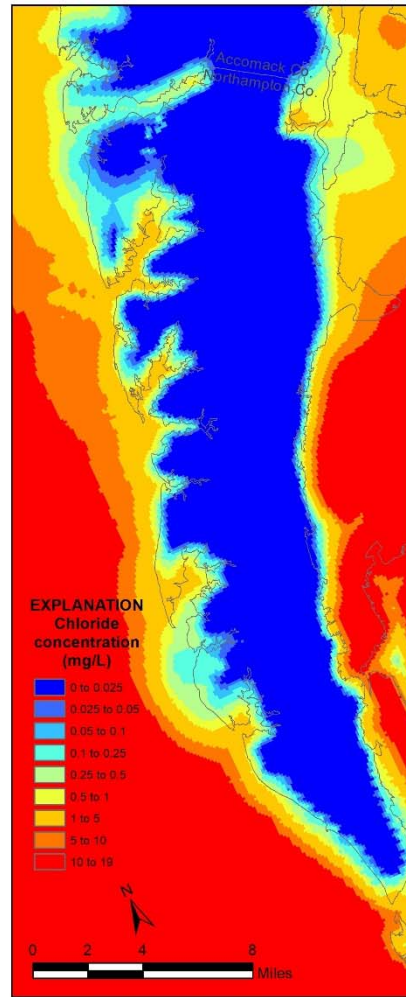 Accomack Co.
Northampton Co.
EXPLANATION
Chloride
concentration
(mg/L)
0 to 0.025
0.025 to 0.05
0.05 to 0.1
0.1 to 0.25
0.25 to 0.5
0.5 to 1
1 to 5
5 to 10
10 to 19
N
0 2 4 8
Miles